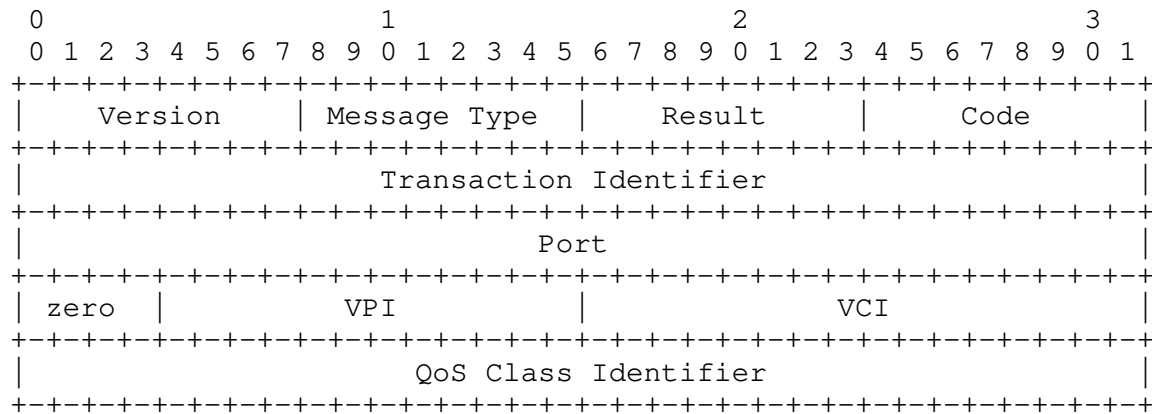 0                   1                   2                   3
 0 1 2 3 4 5 6 7 8 9 0 1 2 3 4 5 6 7 8 9 0 1 2 3 4 5 6 7 8 9 0 1
+-+-+-+-+-+-+-+-+-+-+-+-+-+-+-+-+-+-+-+-+-+-+-+-+-+-+-+-+-+-+-+-+
|    Version    | Message Type  |    Result     |     Code      |
+-+-+-+-+-+-+-+-+-+-+-+-+-+-+-+-+-+-+-+-+-+-+-+-+-+-+-+-+-+-+-+-+
|                    Transaction Identifier                     |
+-+-+-+-+-+-+-+-+-+-+-+-+-+-+-+-+-+-+-+-+-+-+-+-+-+-+-+-+-+-+-+-+
|                             Port                              |
+-+-+-+-+-+-+-+-+-+-+-+-+-+-+-+-+-+-+-+-+-+-+-+-+-+-+-+-+-+-+-+-+
| zero  |          VPI          |              VCI              |
+-+-+-+-+-+-+-+-+-+-+-+-+-+-+-+-+-+-+-+-+-+-+-+-+-+-+-+-+-+-+-+-+
|                      QoS Class Identifier                     |
+-+-+-+-+-+-+-+-+-+-+-+-+-+-+-+-+-+-+-+-+-+-+-+-+-+-+-+-+-+-+-+-+